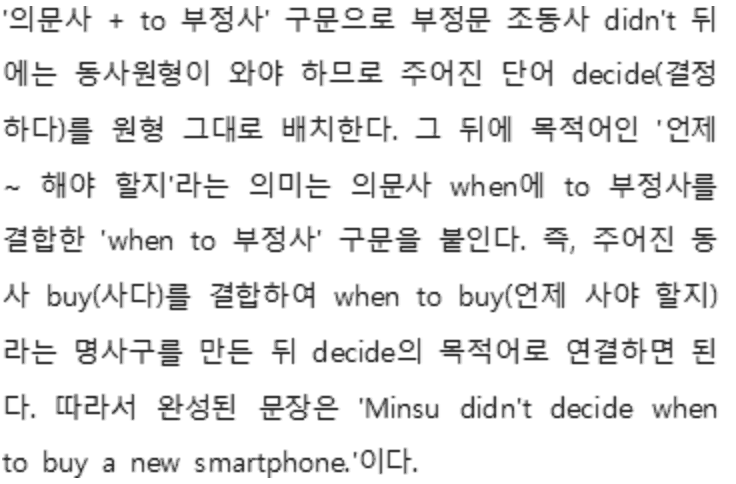 '의문사 + to 부정사' 구문으로 부정문 조동사 didn't 뒤
에는 동사원형이 와야 하므로 주어진 단어 decide(결정
하다)를 원형 그대로 배치한다. 그 뒤에 목적어인 '언제
~ 해야 할지'라는 의미는 의문사 when에 to 부정사를
결합한 'when to 부정사' 구문을 붙인다. 즉, 주어진 동
사 buy(사다)를 결합하여 when to buy(언제 사야 할지)
라는 명사구를 만든 뒤 decide의 목적어로 연결하면 된
다. 따라서 완성된 문장은 'Minsu didn't decide when
to buy a new smartphone.'이다.